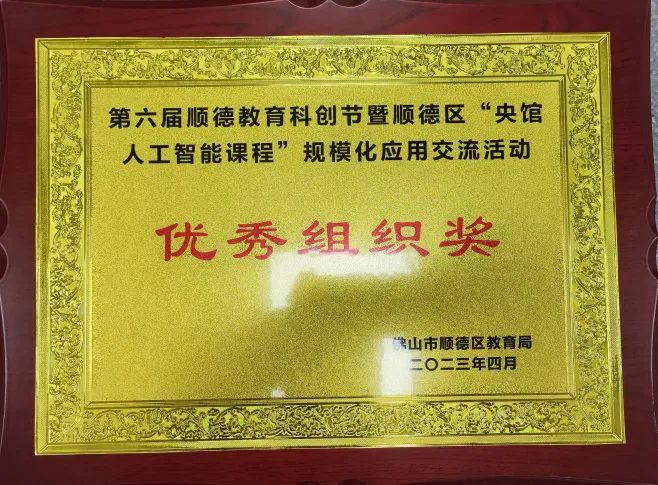 第六届顺德教育科创节暨顺德区“央馆
人工智能课程”规模化应用交流活动
优秀组织奖
佛山市顺德区教育局
二〇二三年四月